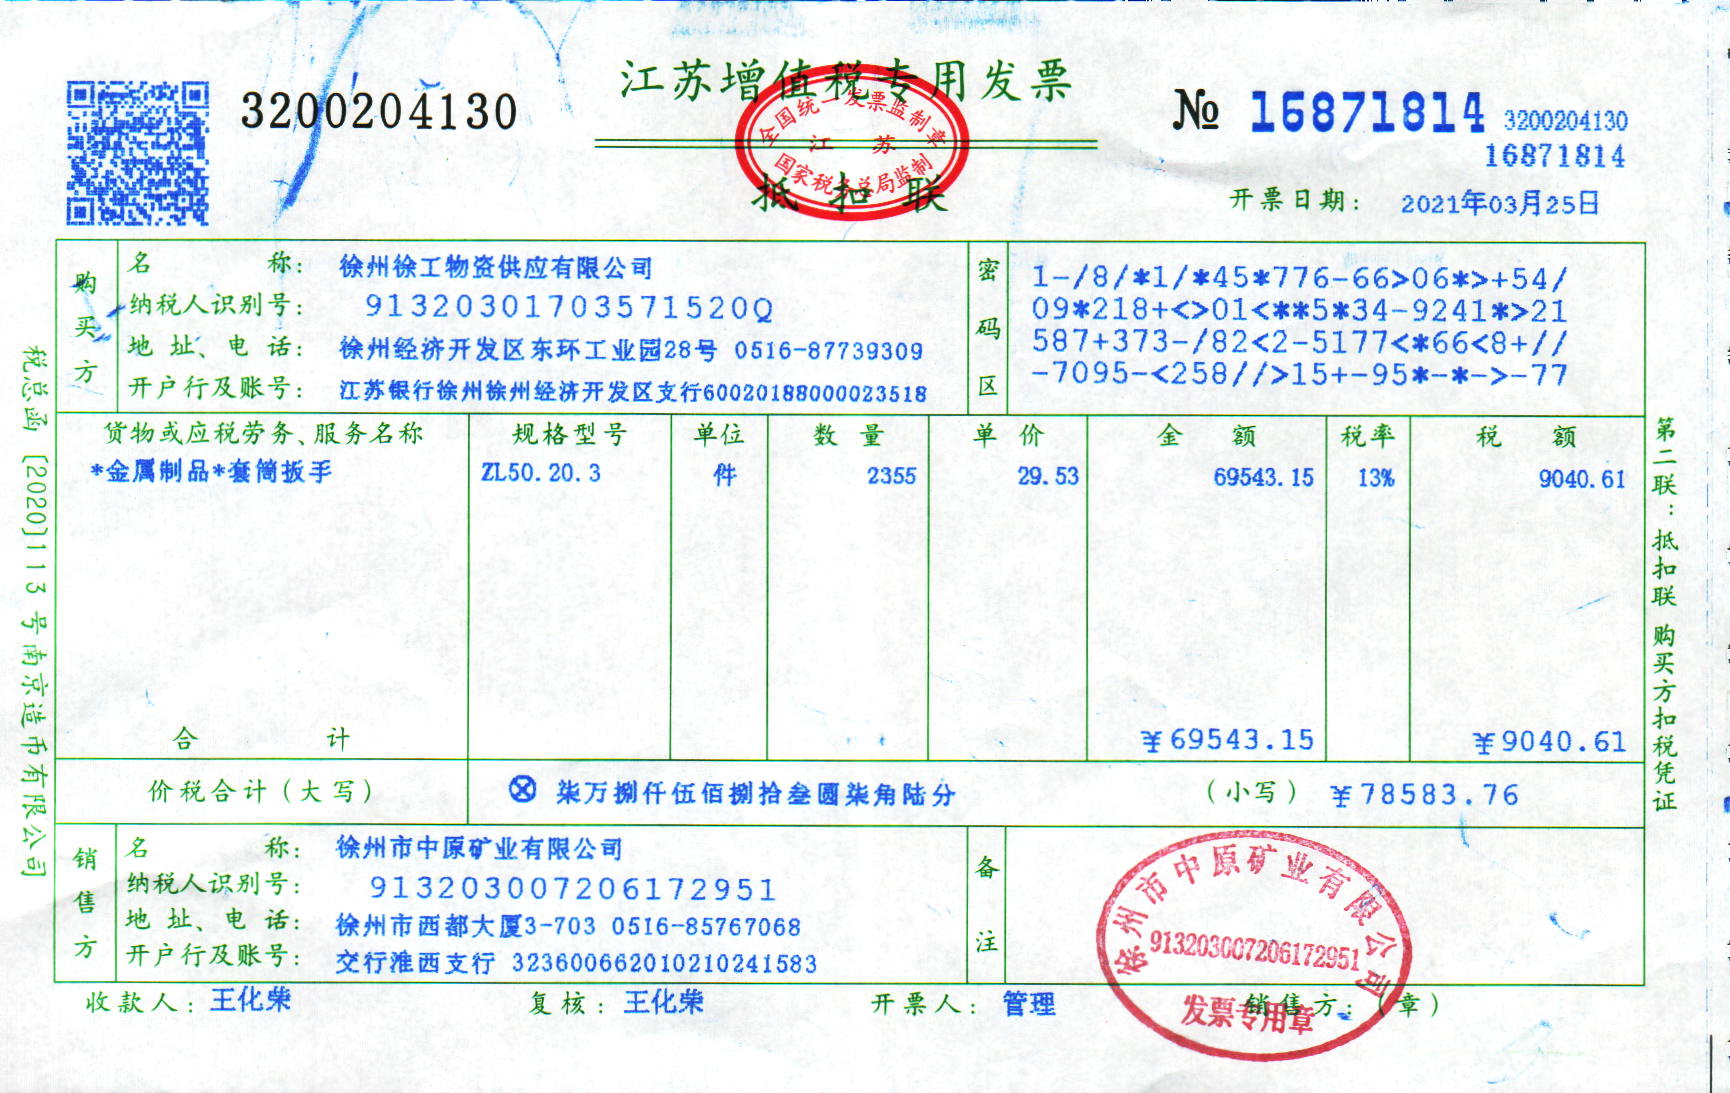 江苏增值税专用发票
3200204130
№ 16871814 3200204130
16871814
全国统一发票监制章
江 苏
国家税务总局监制
抵扣联
开票日期: 2021年03月25日
购买方
名 称: 徐州徐工物资供应有限公司
纳税人识别号: 91320301703571520Q
地 址、电 话: 徐州经济开发区东环工业园28号 0516-87739309
开户行及账号: 江苏银行徐州徐州经济开发区支行60020188000023518
密码区
1-/8/*1/*45*776-66>06*>+54/
09*218+<>01<**5*34-9241*>21
587+373-/82<2-5177<*66<8+//
-7095-<258//>15+-95*-*->-77
货物或应税劳务、服务名称 规格型号 单位 数 量 单 价 金 额 税率 税 额
*金属制品*套筒扳手 ZL50.20.3 件 2355 29.53 69543.15 13% 9040.61
合 计 ¥69543.15 ¥9040.61
价税合计(大写) ⊗ 柒万捌仟伍佰捌拾叁圆柒角陆分 (小写) ¥78583.76
销售方
名 称: 徐州市中原矿业有限公司
纳税人识别号: 913203007206172951
地 址、电 话: 徐州市西都大厦3-703 0516-85767068
开户行及账号: 交行淮西支行 323600662010210241583
备注
徐州市中原矿业有限公司
913203007206172951
发票专用章
收款人: 王化荣 复核: 王化荣 开票人: 管理 销售方:(章)
税总函[2020]113号南京造币有限公司
第二联:抵扣联 购买方扣税凭证